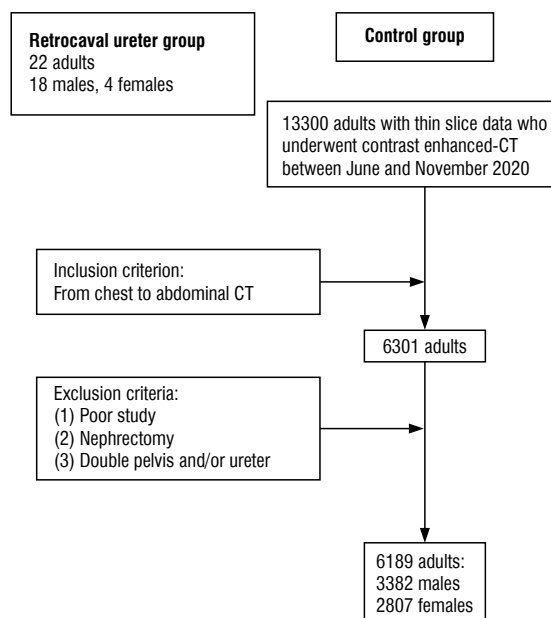 Retrocaval ureter group
22 adults
18 males, 4 females
Control group
13300 adults with thin slice data who
underwent contrast enhanced-CT
between June and November 2020
Inclusion criterion:
From chest to abdominal CT
6301 adults
Exclusion criteria:
(1) Poor study
(2) Nephrectomy
(3) Double pelvis and/or ureter
6189 adults:
3382 males
2807 females